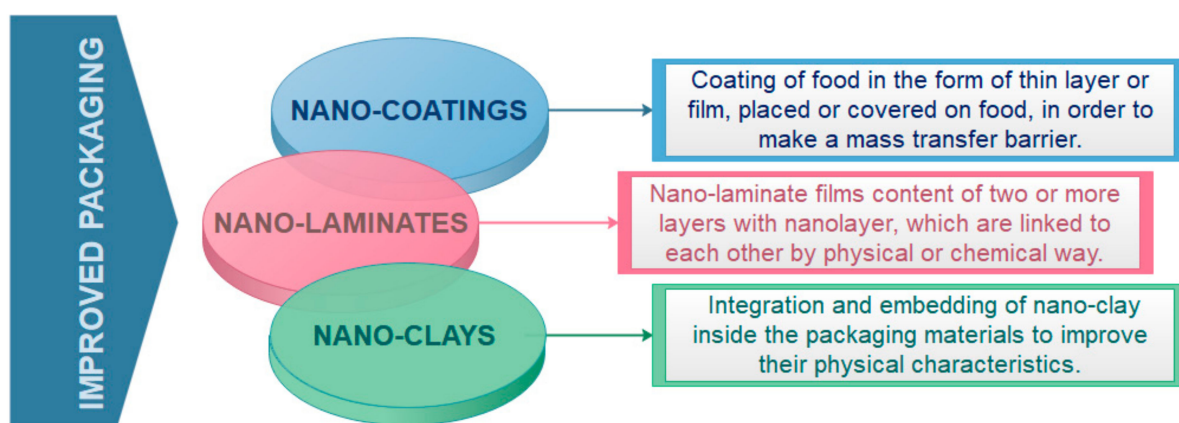 IMPROVED PACKAGING
NANO-COATINGS
Coating of food in the form of thin layer or
film, placed or covered on food, in order to
make a mass transfer barrier.
NANO-LAMINATES
Nano-laminate films content of two or more
layers with nanolayer, which are linked to
each other by physical or chemical way.
NANO-CLAYS
Integration and embedding of nano-clay
inside the packaging materials to improve
their physical characteristics.